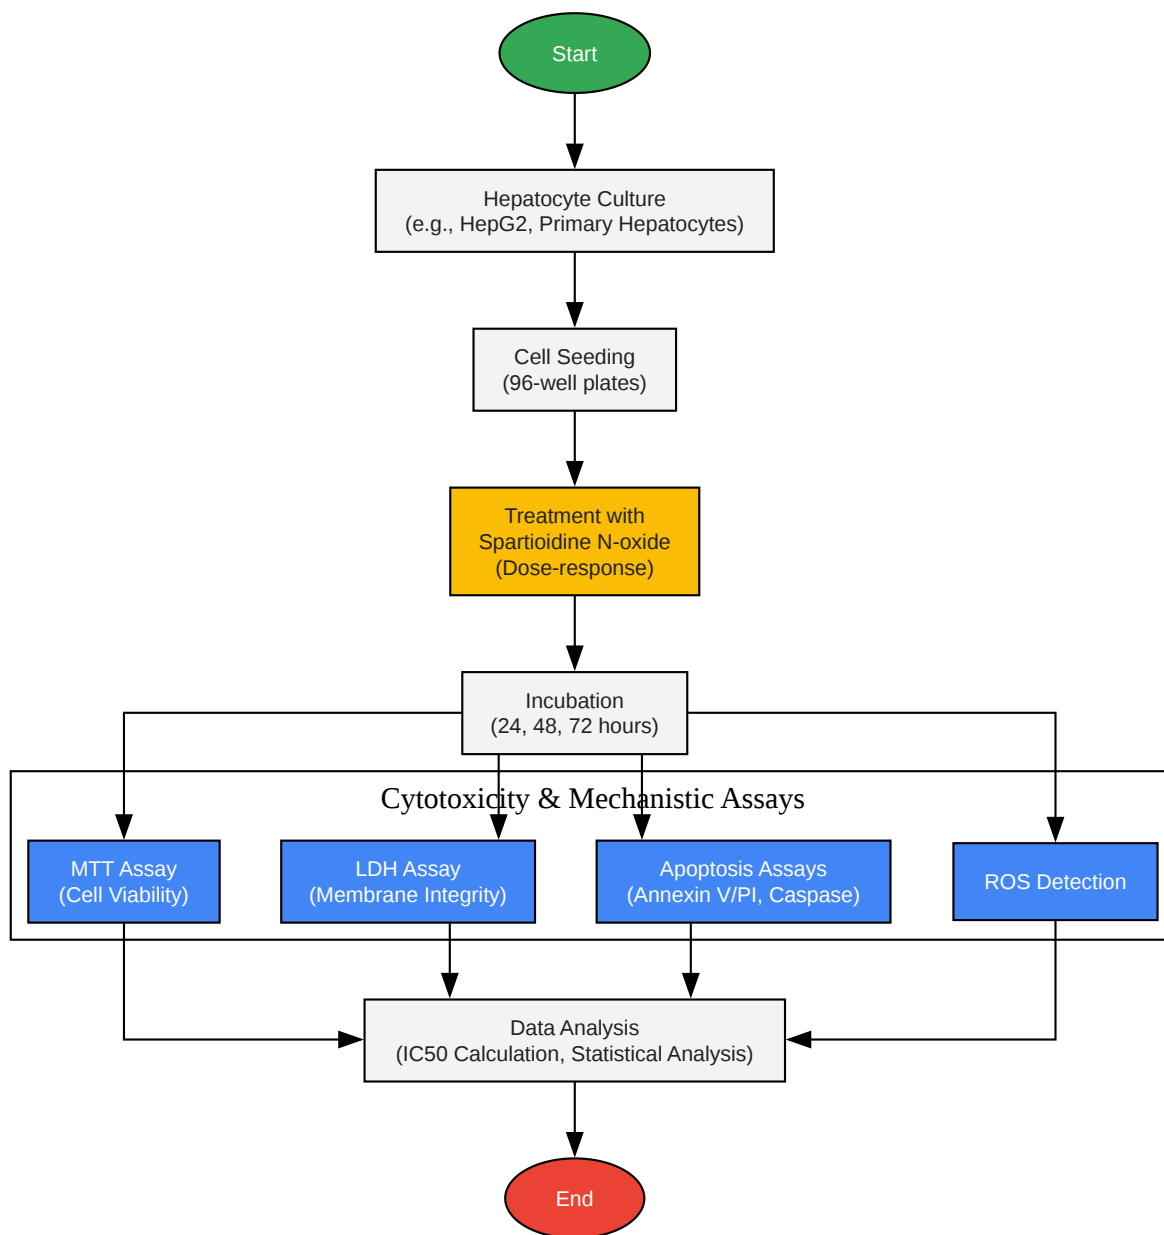 Start
Hepatocyte Culture
(e.g., HepG2, Primary Hepatocytes)
Cell Seeding
(96-well plates)
Treatment with
Spartioidine N-oxide
(Dose-response)
Incubation
(24, 48, 72 hours)
Cytotoxicity & Mechanistic Assays
MTT Assay
(Cell Viability)
LDH Assay
(Membrane Integrity)
Apoptosis Assays
(Annexin V/PI, Caspase)
ROS Detection
Data Analysis
(IC50 Calculation, Statistical Analysis)
End